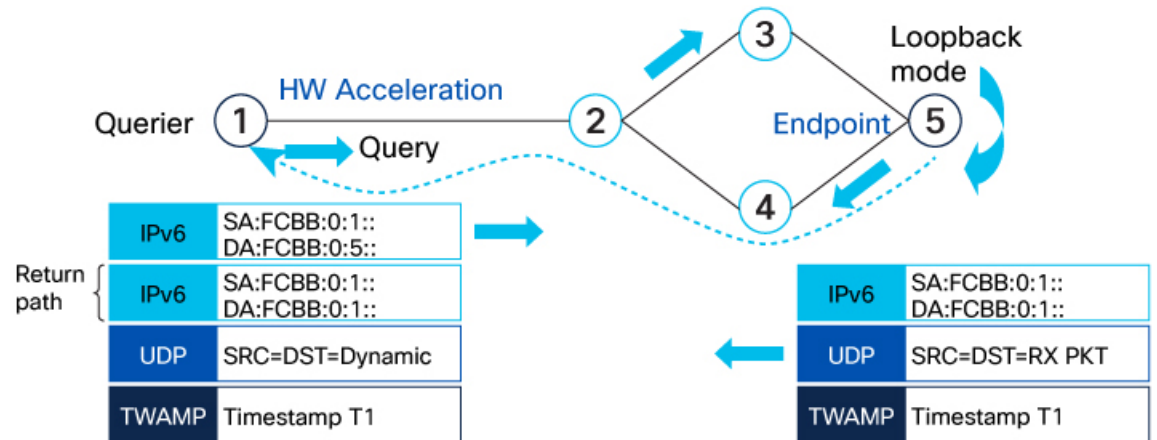 3
Loopback
mode
HW Acceleration
Querier
1
2
Endpoint
5
Query
4
IPv6
SA:FCBB:0:1::
DA:FCBB:0:5::
Return
path
IPv6
SA:FCBB:0:1::
DA:FCBB:0:1::
UDP
SRC=DST=Dynamic
TWAMP
Timestamp T1
IPv6
SA:FCBB:0:1::
DA:FCBB:0:1::
UDP
SRC=DST=RX PKT
TWAMP
Timestamp T1